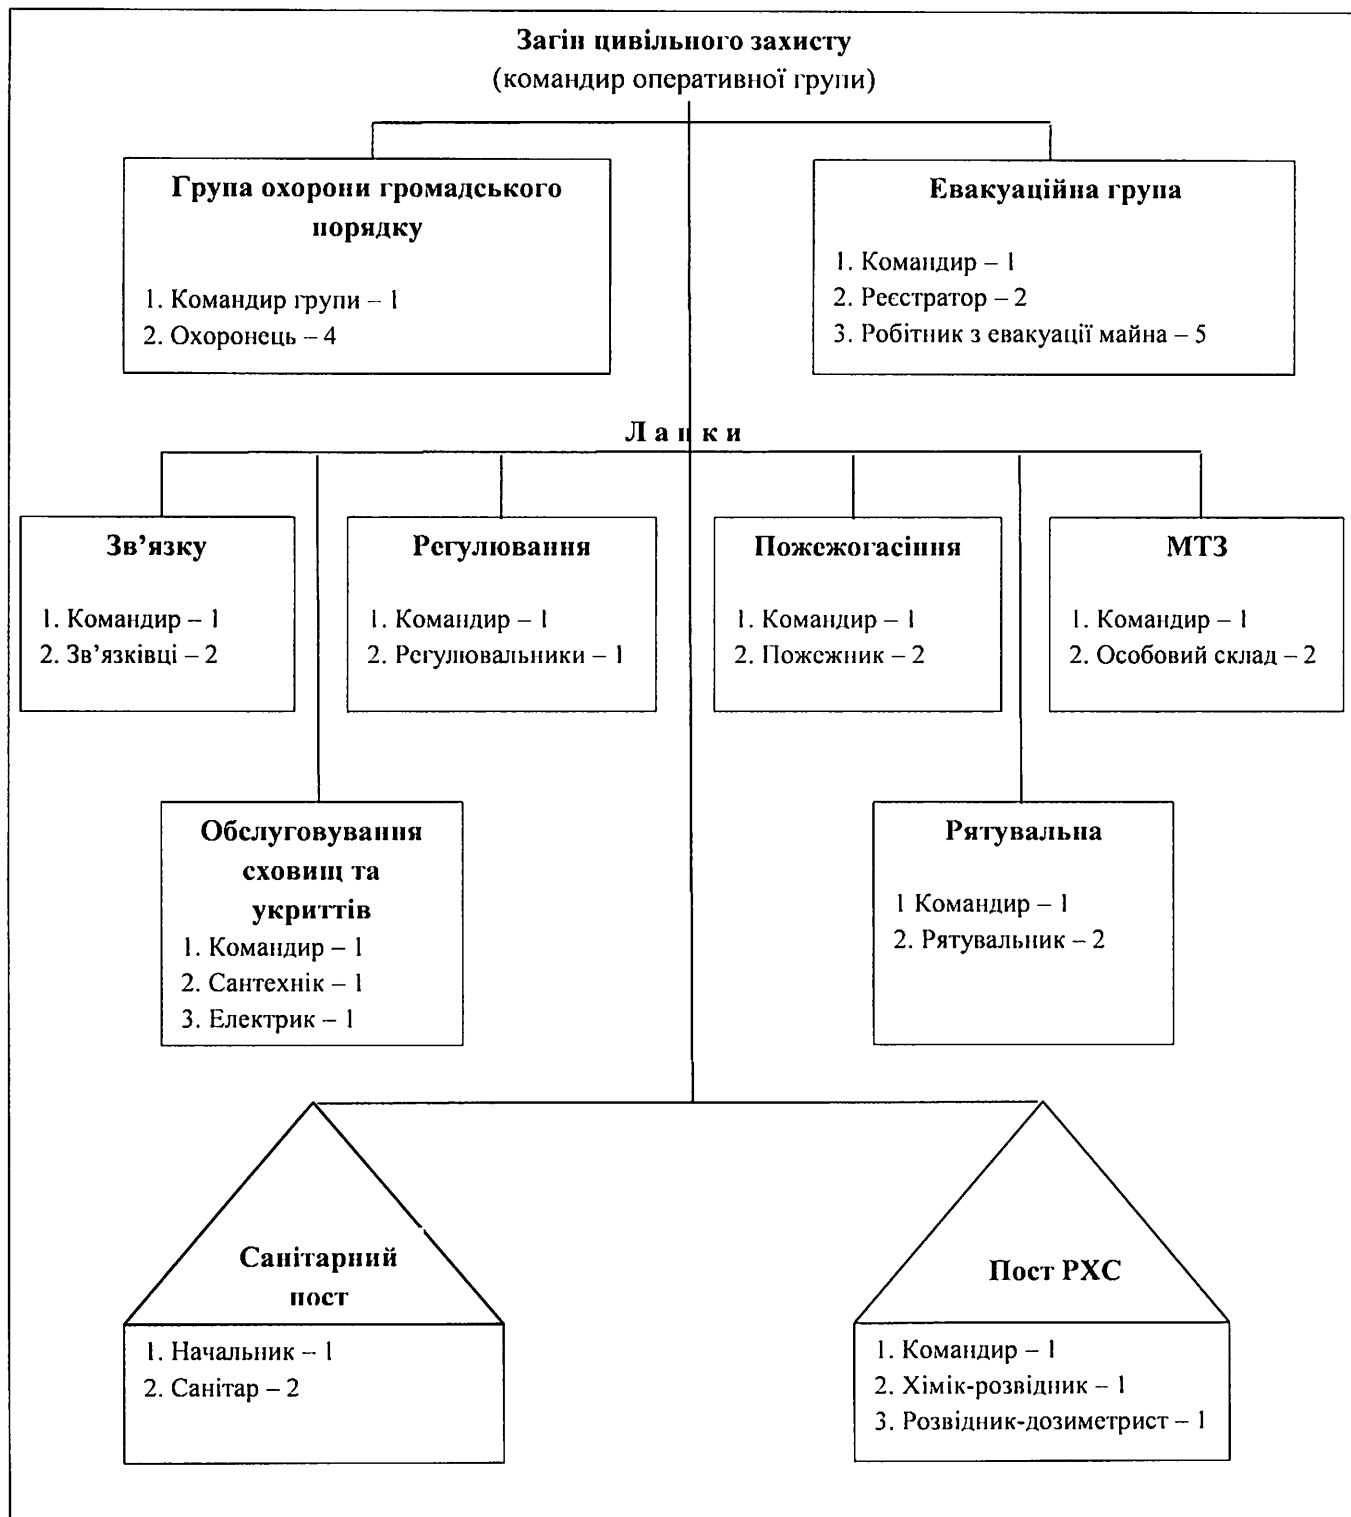 Загін цивільного захисту
(командир оперативної групи)
Група охорони громадського
порядку
1. Командир групи – 1
2. Охоронець – 4
Евакуаційна група
1. Командир – 1
2. Реєстратор – 2
3. Робітник з евакуації майна – 5
Ланки
Зв’язку
1. Командир – 1
2. Зв’язківці – 2
Регулювання
1. Командир – 1
2. Регулювальники – 1
Пожежогасіння
1. Командир – 1
2. Пожежник – 2
МТЗ
1. Командир – 1
2. Особовий склад – 2
Обслуговування
сховищ та
укриттів
1. Командир – 1
2. Сантехнік – 1
3. Електрик – 1
Рятувальна
1 Командир – 1
2. Рятувальник – 2
Санітарний
пост
1. Начальник – 1
2. Санітар – 2
Пост РХС
1. Командир – 1
2. Хімік-розвідник – 1
3. Розвідник-дозиметрист – 1